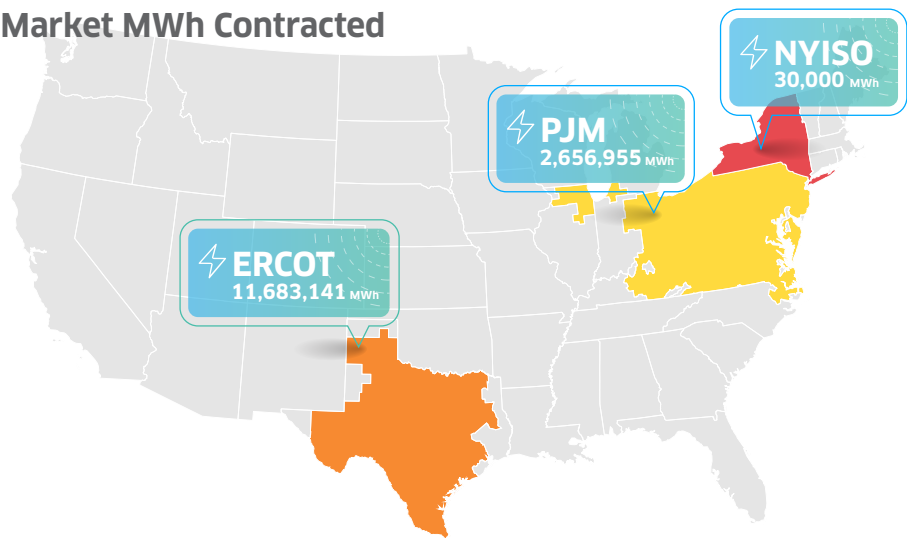 Market MWh Contracted
NYISO
30,000 MWh
PJM
2,656,955 MWh
ERCOT
11,683,141 MWh